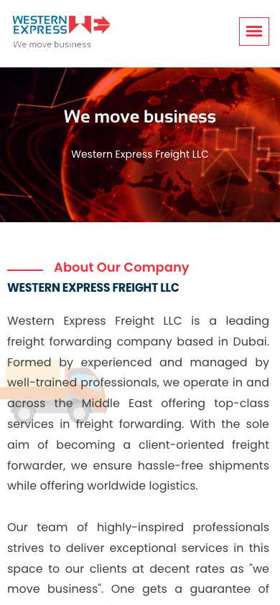 WESTERN
EXPRESS
We move business
We move business
Western Express Freight LLC
About Our Company
WESTERN EXPRESS FREIGHT LLC
Western Express Freight LLC is a leading
freight forwarding company based in Dubai.
Formed by experienced and managed by
well-trained professionals, we operate in and
across the Middle East offering top-class
services in freight forwarding. With the sole
aim of becoming a client-oriented freight
forwarder, we ensure hassle-free shipments
while offering worldwide logistics.
Our team of highly-inspired professionals
strives to deliver exceptional services in this
space to our clients at decent rates as "we
move business". One gets a guarantee of